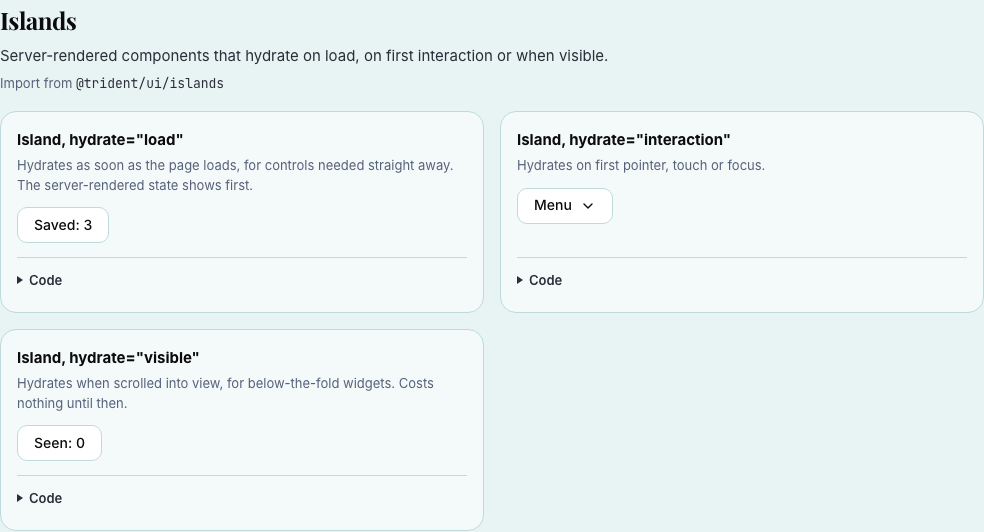 Islands
Server-rendered components that hydrate on load, on first interaction or when visible.
Import from @trident/ui/islands
Island, hydrate="load"
Hydrates as soon as the page loads, for controls needed straight away.
The server-rendered state shows first.
Saved: 3
Code
Island, hydrate="interaction"
Hydrates on first pointer, touch or focus.
Menu
Code
Island, hydrate="visible"
Hydrates when scrolled into view, for below-the-fold widgets. Costs
nothing until then.
Seen: 0
Code